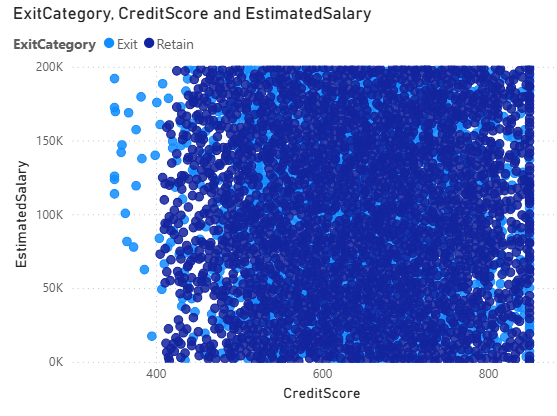 ExitCategory, CreditScore and EstimatedSalary
ExitCategory Exit Retain
200K
150K
100K
50K
0K
EstimatedSalary
400 600 800
CreditScore